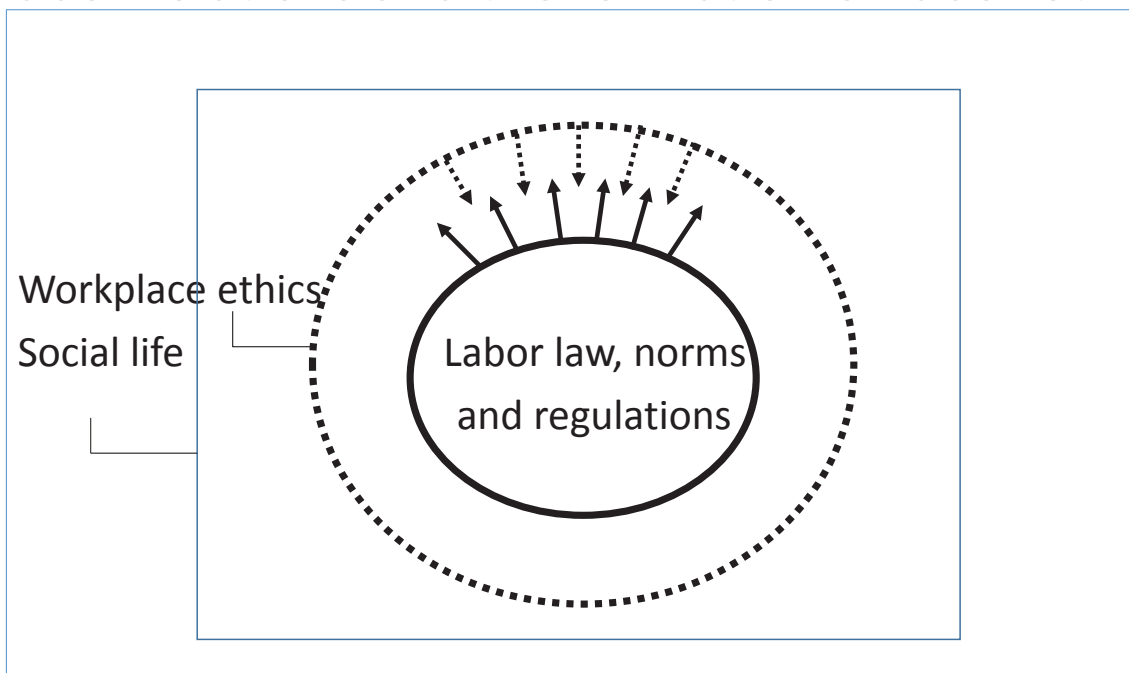 Workplace ethics
Social life
Labor law, norms
and regulations